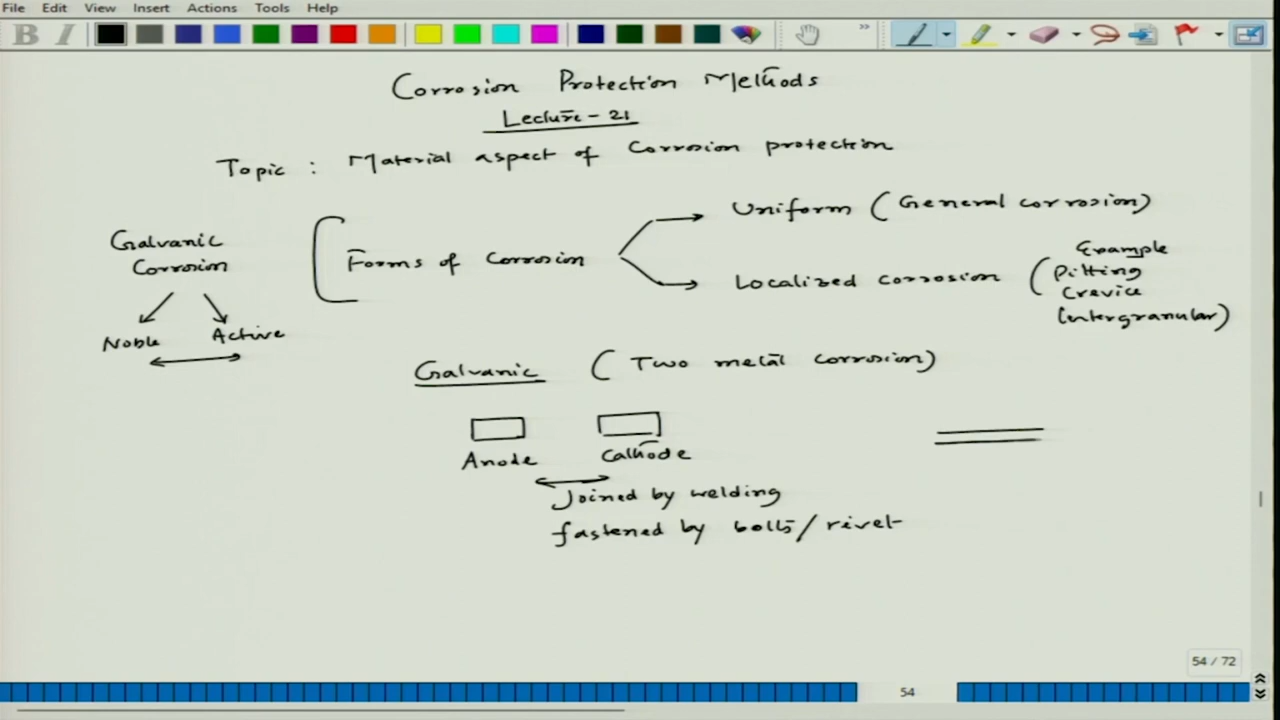 File Edit View Insert Actions Tools Help
B I
Corrosion Protection Methods
Lecture - 21
Topic : Material aspect of Corrosion protection
Uniform (General corrosion)
Galvanic
Corrosion
Noble Active
Forms of Corrosion
Localized corrosion (
Example
Pitting
Crevice
Intergranular)
Galvanic (Two metal corrosion)
Anode Cathode
Joined by welding
fastened by bolts/rivet
54 / 72
54